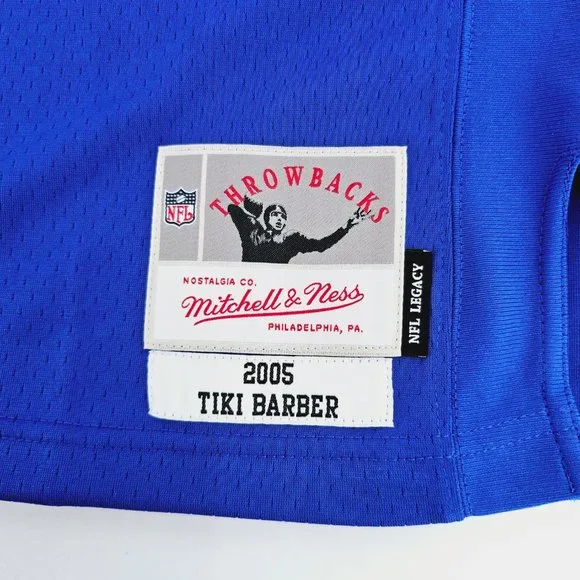 THROWBACKS
NFL
NOSTALGIA CO.
Mitchell & Ness
PHILADELPHIA, PA.
NFL LEGACY
2005
TIKI BARBER